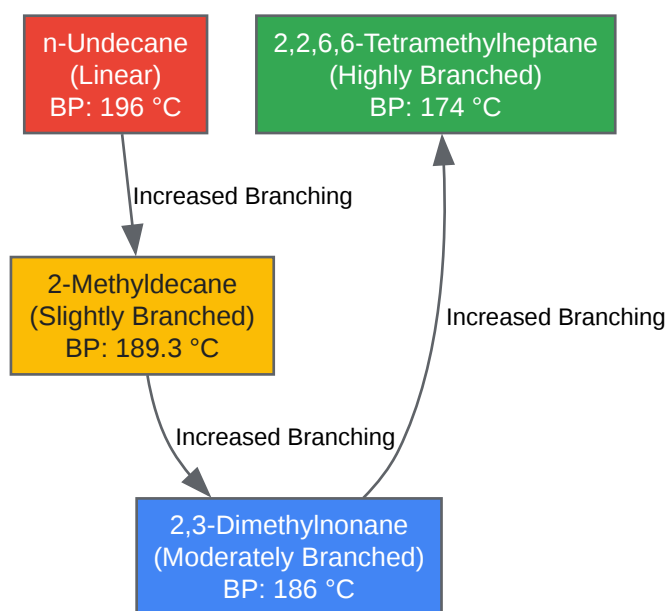 n-Undecane
(Linear)
BP: 196 °C
2,2,6,6-Tetramethylheptane
(Highly Branched)
BP: 174 °C
Increased Branching
2-Methyldecane
(Slightly Branched)
BP: 189.3 °C
Increased Branching
Increased Branching
2,3-Dimethylnonane
(Moderately Branched)
BP: 186 °C